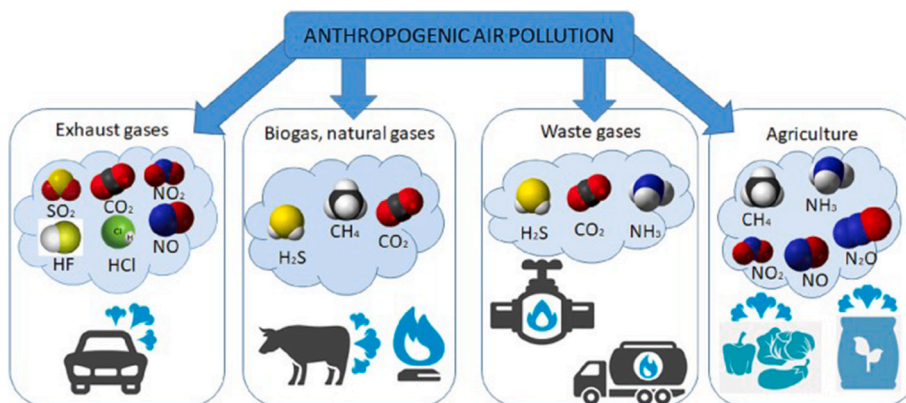 ANTHROPOGENIC AIR POLLUTION
Exhaust gases
SO₂ CO₂ NO₂
Cl
H
HF HCl NO
Biogas, natural gases
H₂S CH₄ CO₂
Waste gases
H₂S CO₂ NH₃
Agriculture
CH₄ NH₃
NO₂ NO N₂O